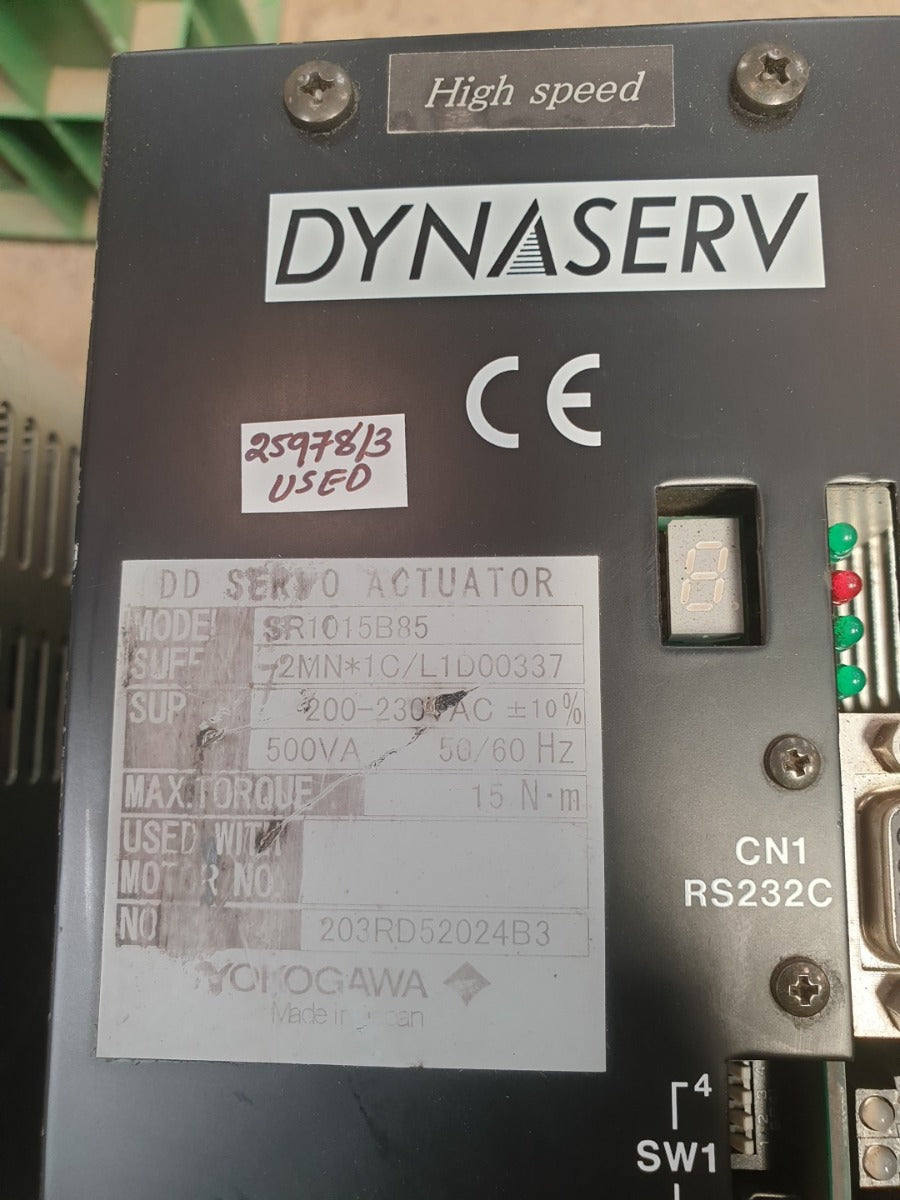 High speed
DYNASERV
CE
25978/3
USED
DD SERVO ACTUATOR
MODEL SR1015B85
SUFF -2MN*1C/L1D00337
SUP 200-230VAC ±10%
500VA 50/60 Hz
MAX.TORQUE 15 N·m
USED WITH
MOTOR NO.
NO 203RD52024B3
YOKOGAWA
Made in Japan
CN1
RS232C
4
SW1